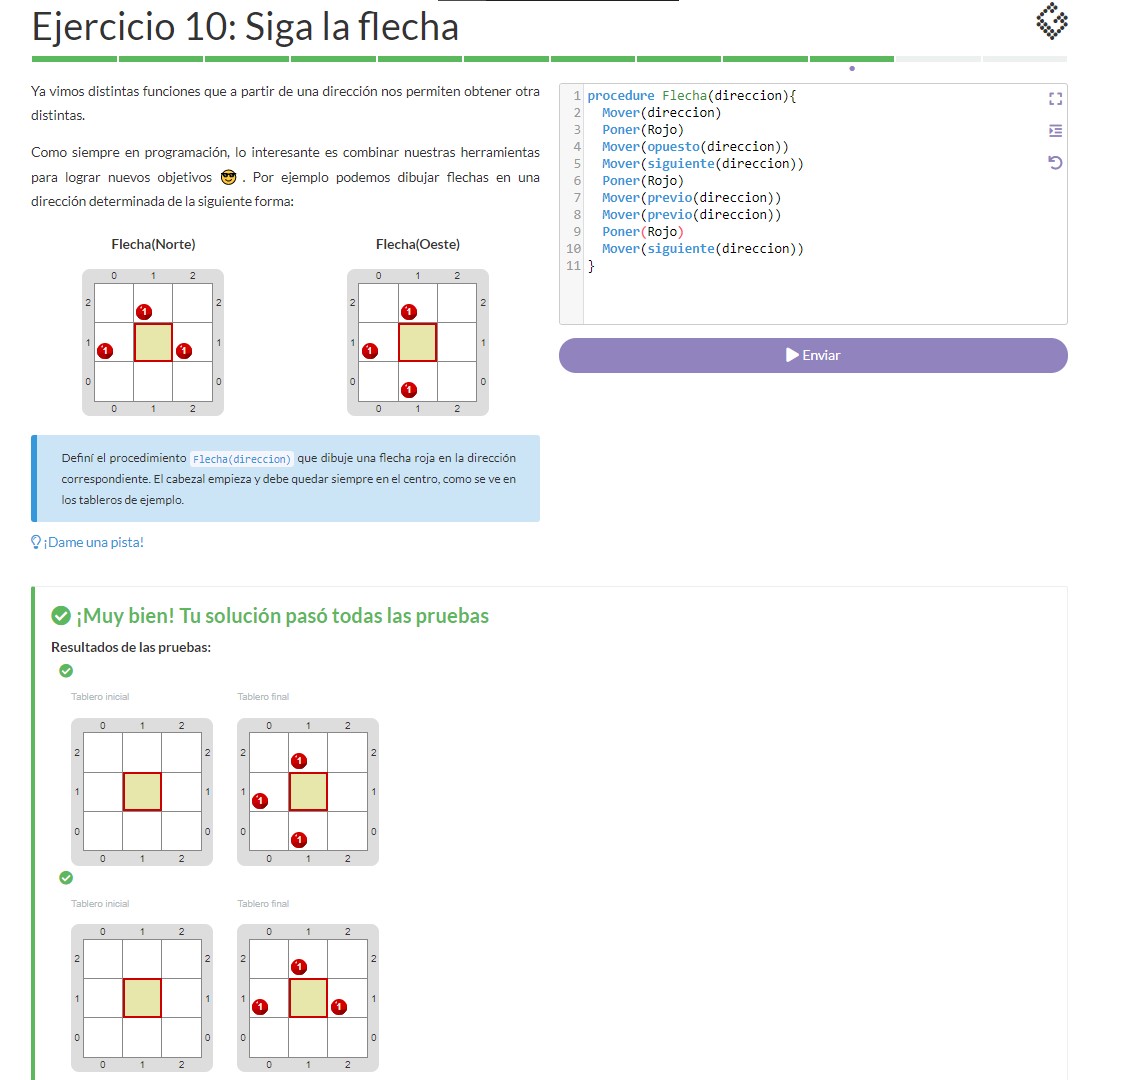 Ejercicio 10: Siga la flecha
Ya vimos distintas funciones que a partir de una dirección nos permiten obtener otra
distintas.
Como siempre en programación, lo interesante es combinar nuestras herramientas
para lograr nuevos objetivos 😎 . Por ejemplo podemos dibujar flechas en una
dirección determinada de la siguiente forma:
Flecha(Norte)
0 1 2
2 1 2
1 1 1 1
0 0
0 1 2
Flecha(Oeste)
0 1 2
2 1 2
1 1 1
0 1 0
0 1 2
Definí el procedimiento Flecha(direccion) que dibuje una flecha roja en la dirección
correspondiente. El cabezal empieza y debe quedar siempre en el centro, como se ve en
los tableros de ejemplo.
¡Dame una pista!
1 procedure Flecha(direccion){
2 Mover(direccion)
3 Poner(Rojo)
4 Mover(opuesto(direccion))
5 Mover(siguiente(direccion))
6 Poner(Rojo)
7 Mover(previo(direccion))
8 Mover(previo(direccion))
9 Poner(Rojo)
10 Mover(siguiente(direccion))
11 }
Enviar
¡Muy bien! Tu solución pasó todas las pruebas
Resultados de las pruebas:
Tablero inicial
0 1 2
2 2
1 1
0 0
0 1 2
Tablero final
0 1 2
2 1 2
1 1 1
0 1 0
0 1 2
Tablero inicial
0 1 2
2 2
1 1
0 0
0 1 2
Tablero final
0 1 2
2 1 2
1 1 1 1
0 0
0 1 2